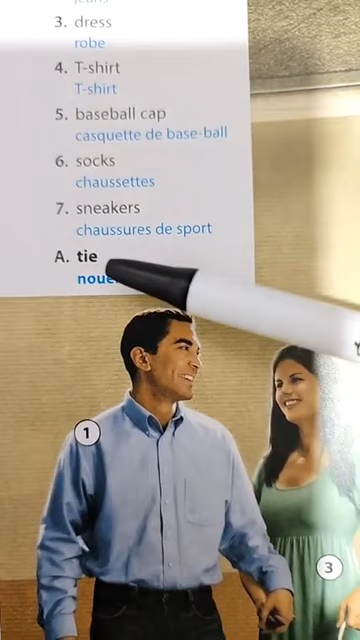 3. dress
robe
4. T-shirt
T-shirt
5. baseball cap
casquette de base-ball
6. socks
chaussettes
7. sneakers
chaussures de sport
A. tie
1
3